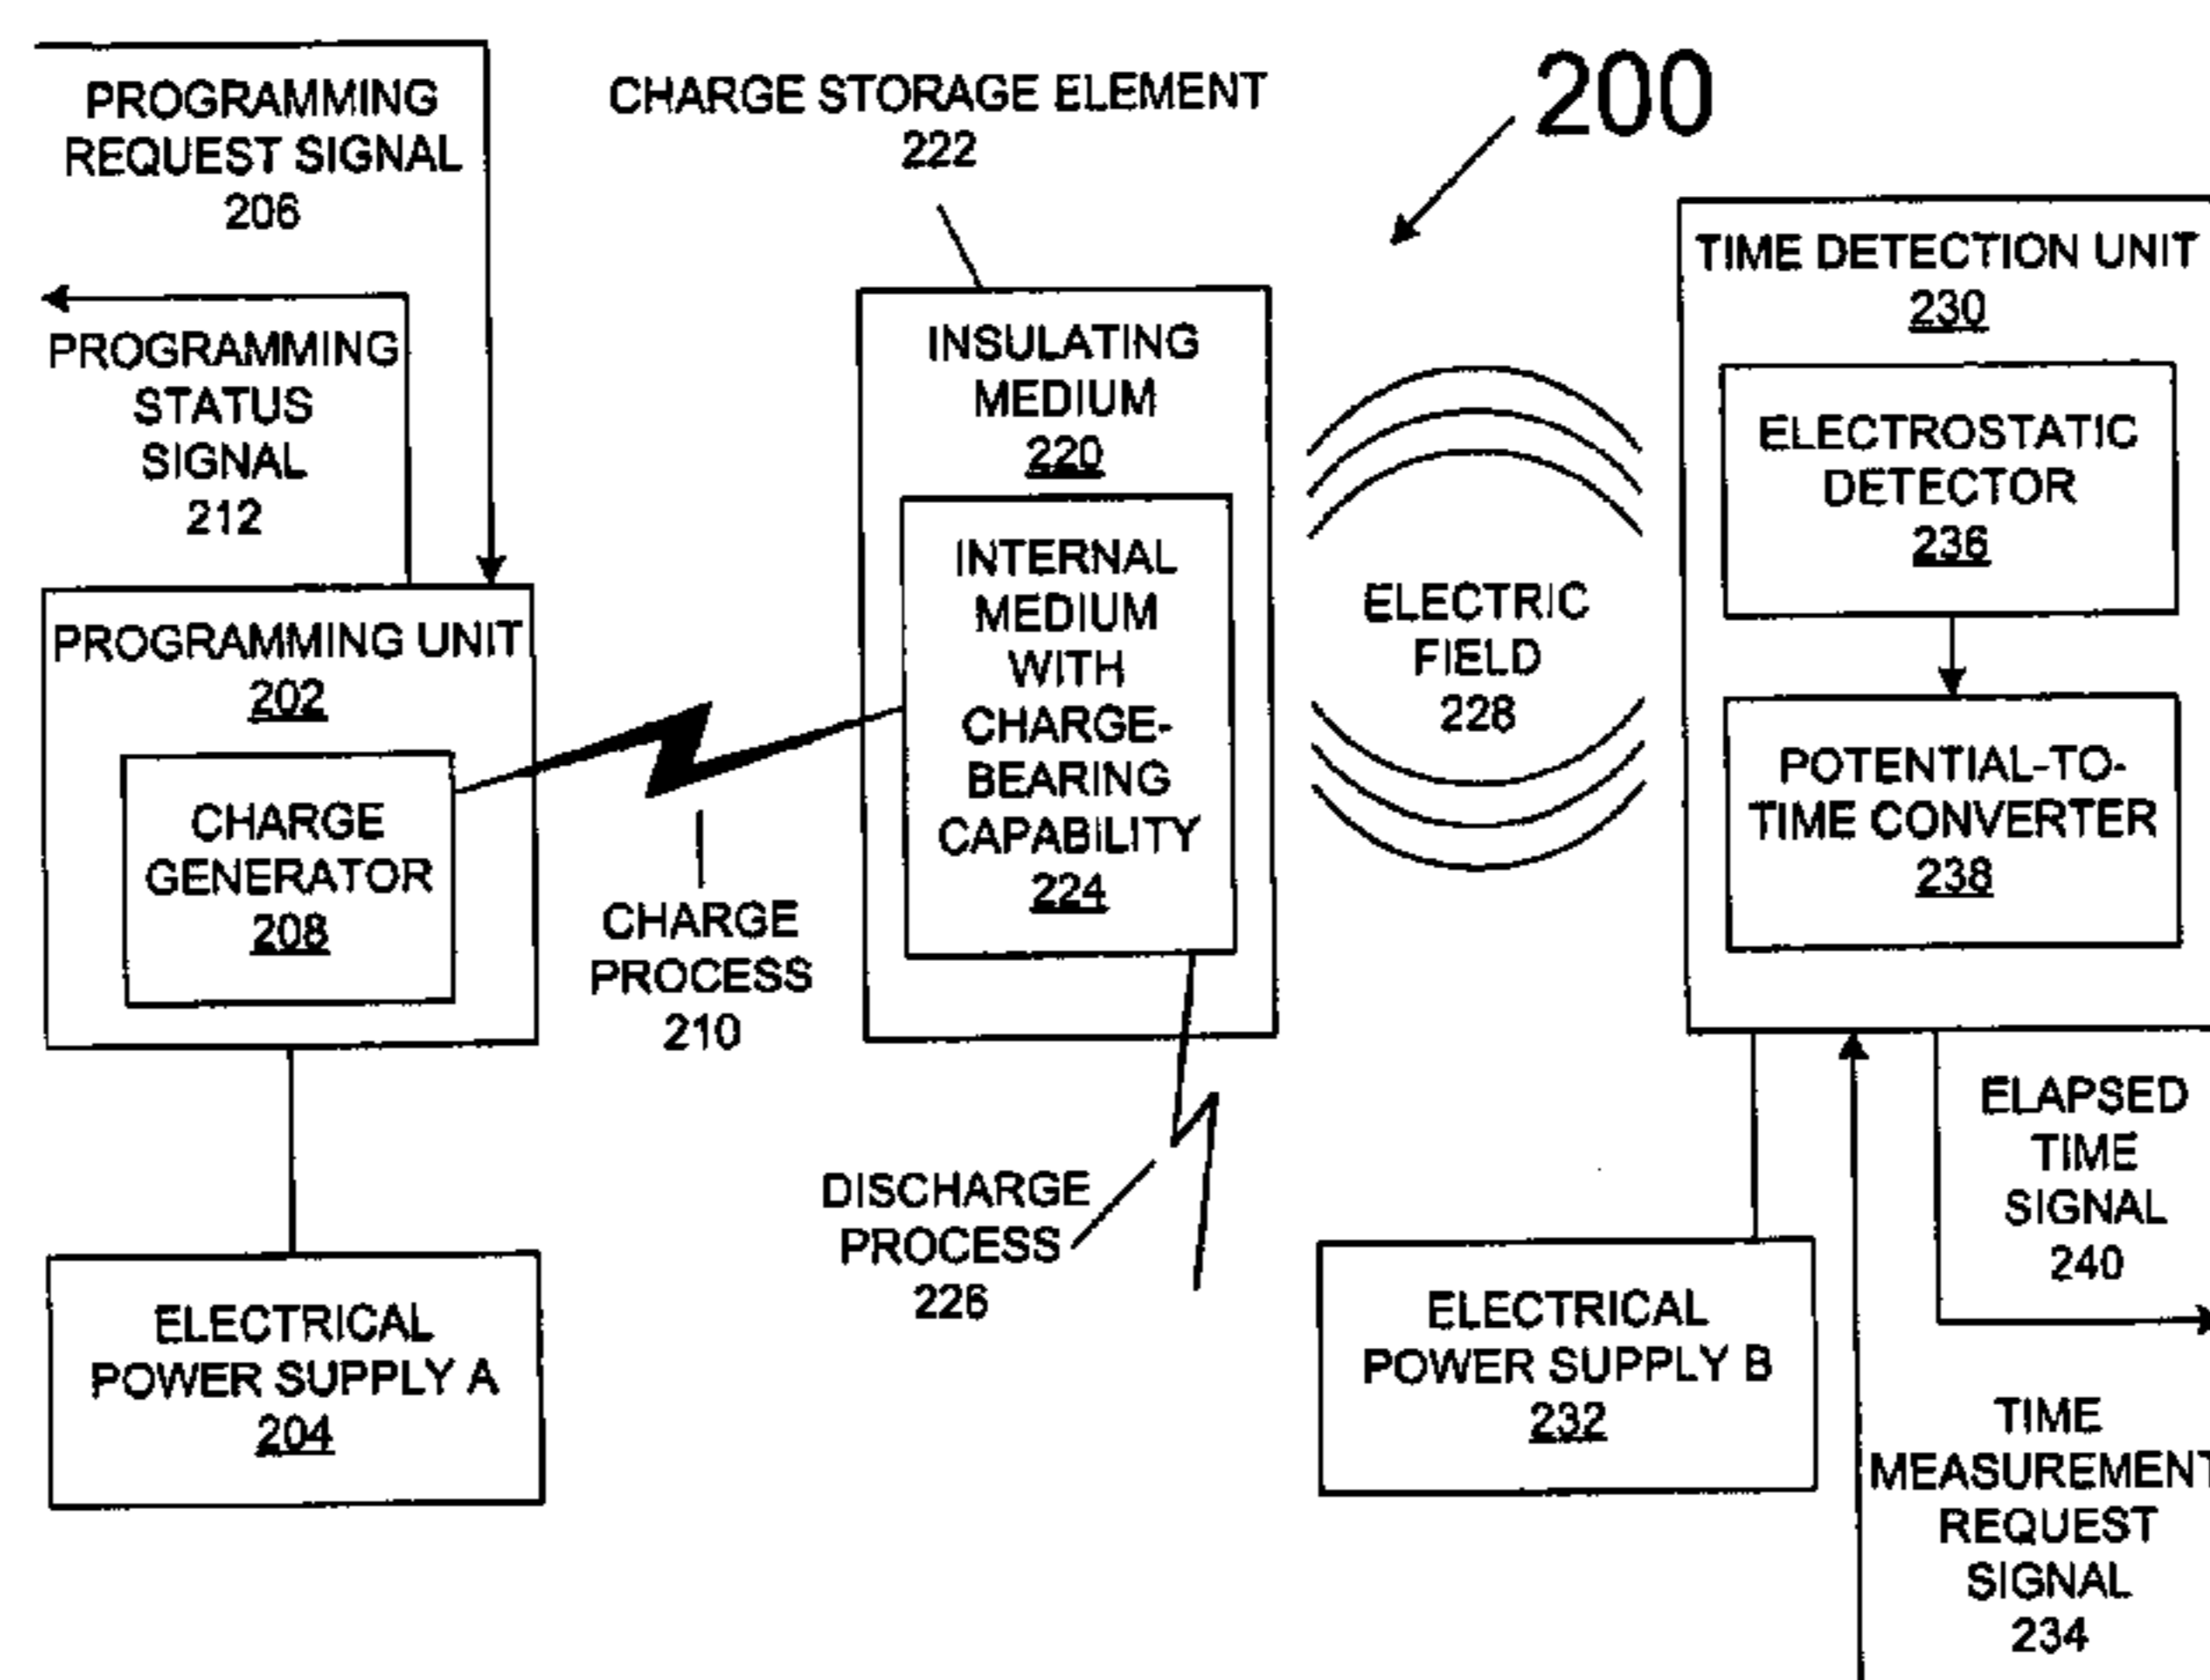 PROGRAMMING
REQUEST SIGNAL
206
CHARGE STORAGE ELEMENT
222
200
PROGRAMMING
STATUS
SIGNAL
212
PROGRAMMING UNIT
202
CHARGE
GENERATOR
208
ELECTRICAL
POWER SUPPLY A
204
CHARGE
PROCESS
210
INSULATING
MEDIUM
220
INTERNAL
MEDIUM
WITH
CHARGE-
BEARING
CAPABILITY
224
DISCHARGE
PROCESS
226
ELECTRIC
FIELD
228
TIME DETECTION UNIT
230
ELECTROSTATIC
DETECTOR
236
POTENTIAL-TO-
TIME CONVERTER
238
ELECTRICAL
POWER SUPPLY B
232
ELAPSED
TIME
SIGNAL
240
TIME
MEASUREMENT
REQUEST
SIGNAL
234